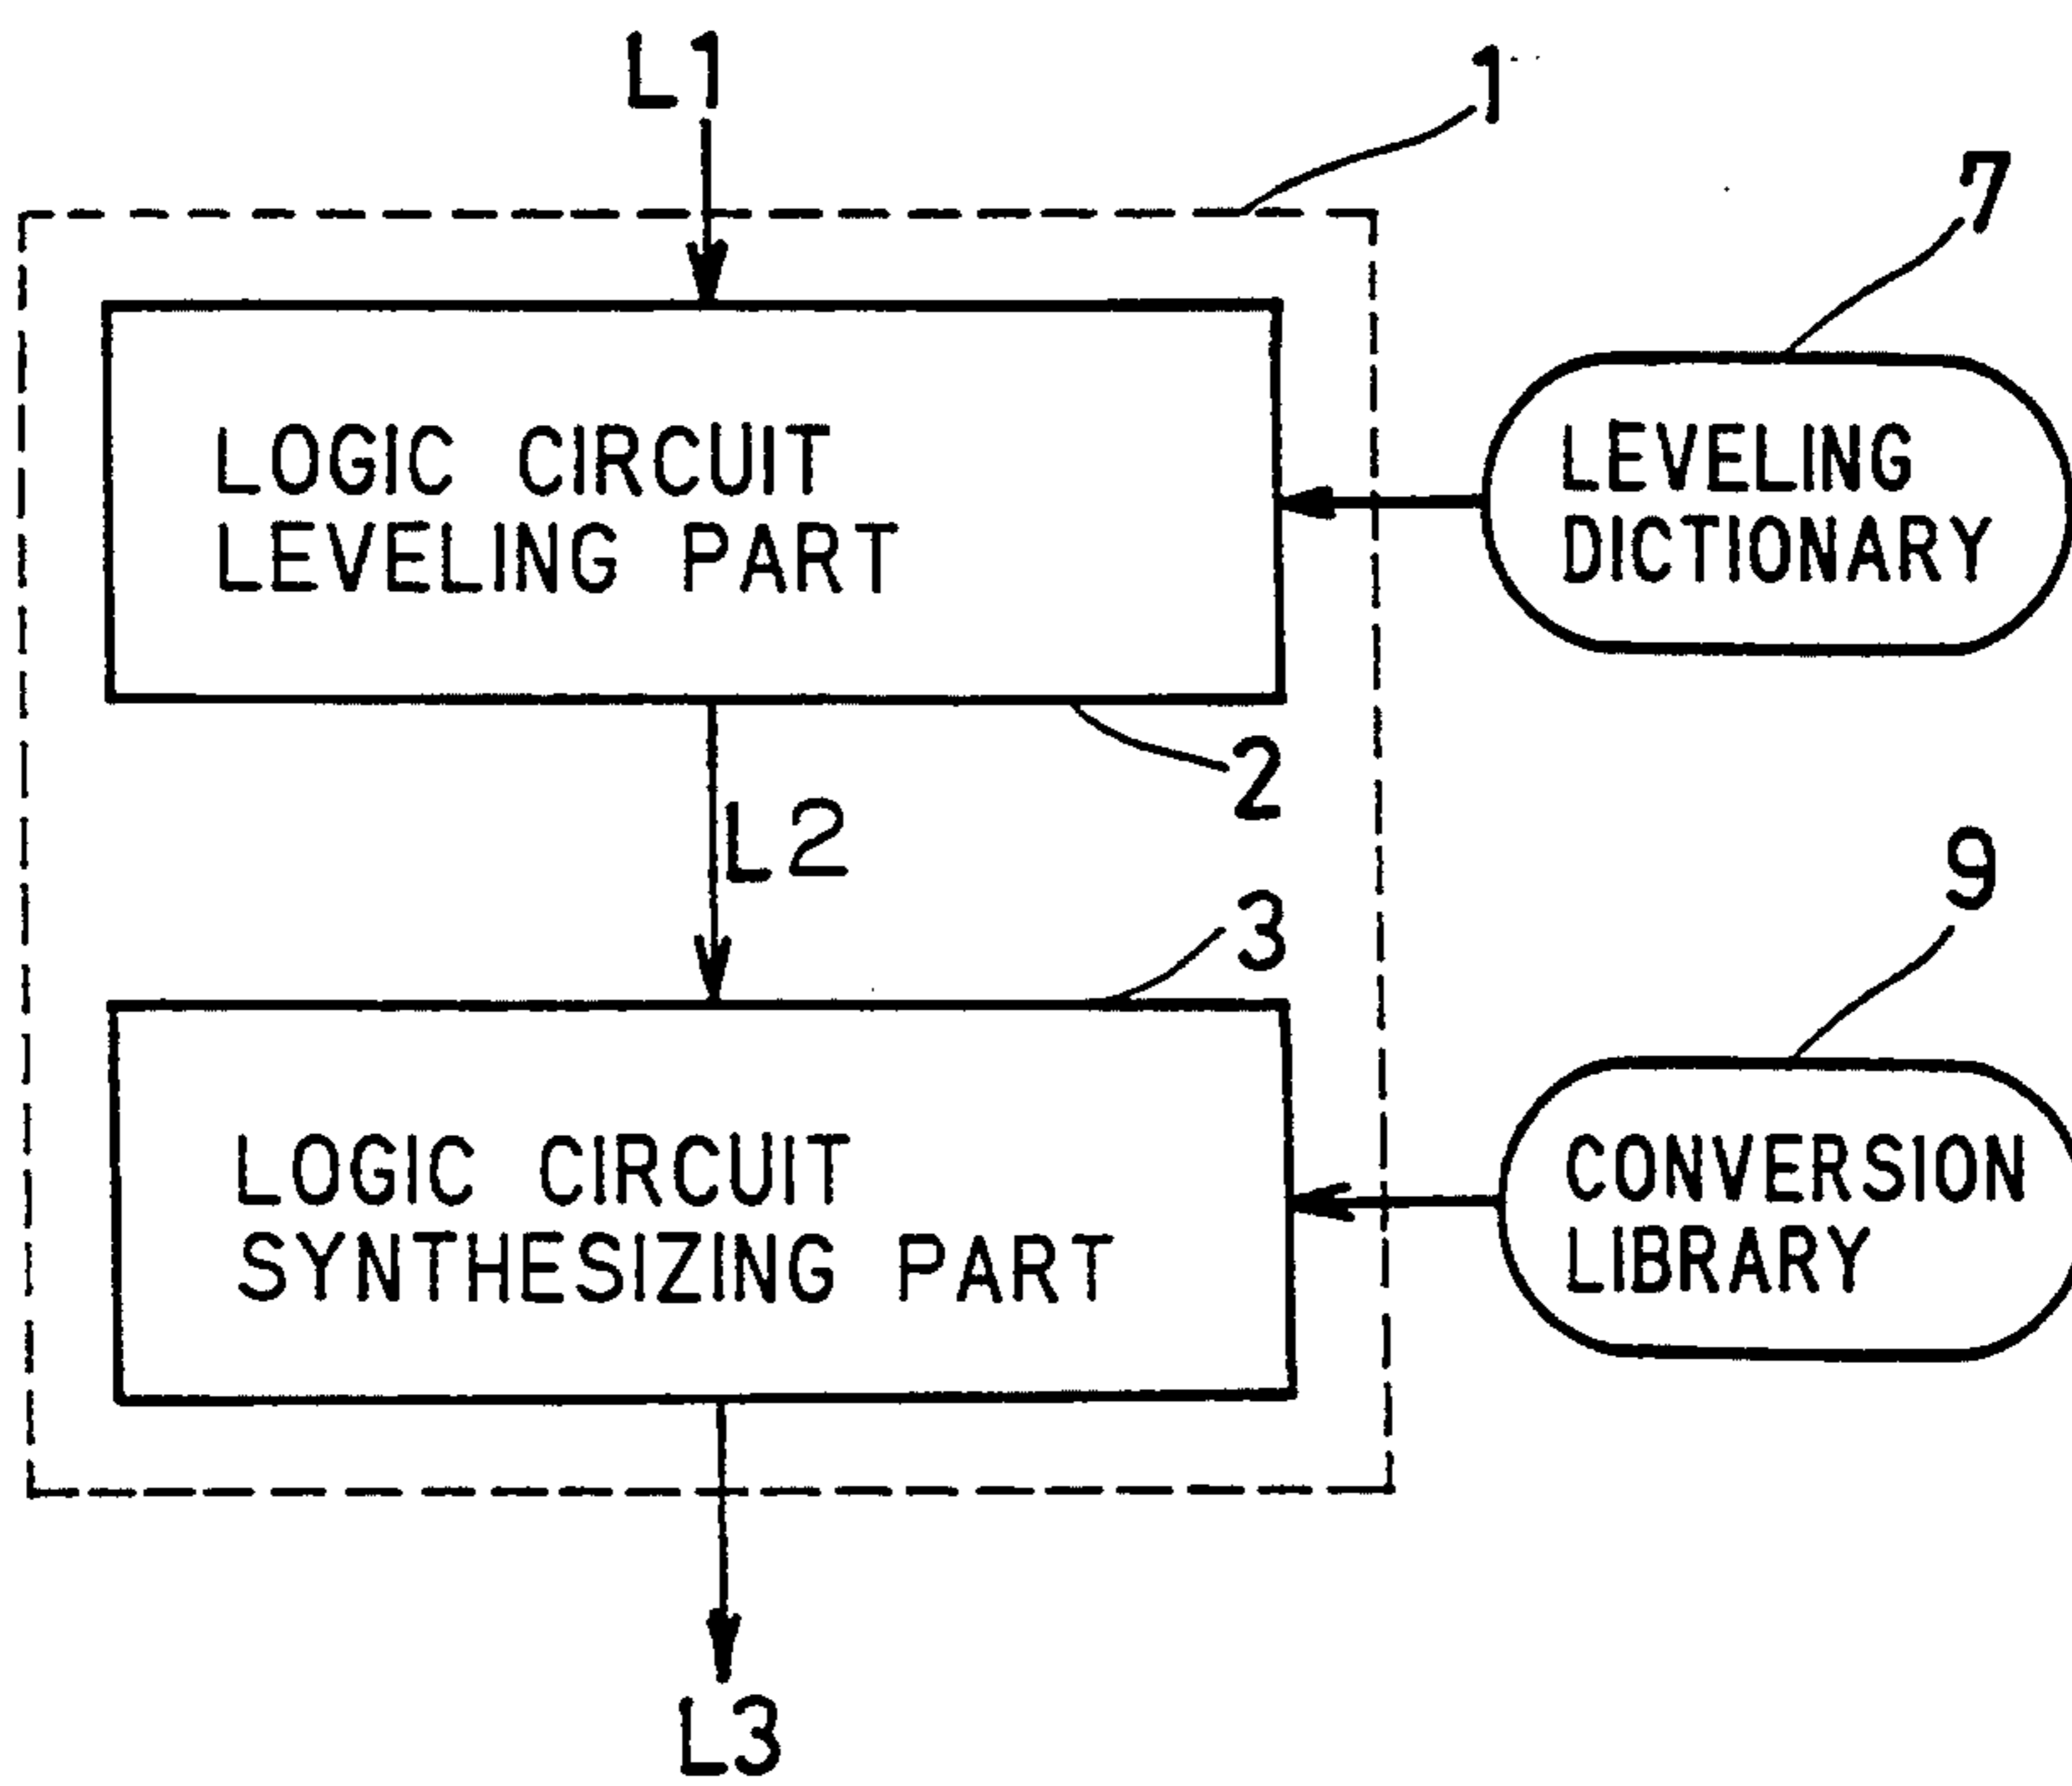 L1
1
7
LOGIC CIRCUIT
LEVELING PART
LEVELING
DICTIONARY
2
L2
3
9
LOGIC CIRCUIT
SYNTHESIZING PART
CONVERSION
LIBRARY
L3